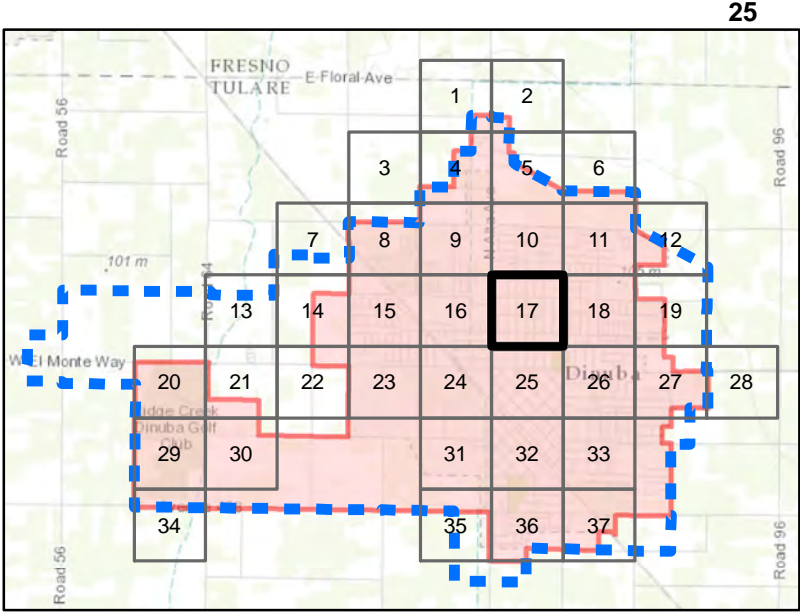 25
FRESNO
E Floral-Ave
TULARE
1 2
Road 56
Road 96
3 4 5 6
7 8 9 10 11 12
101 m
13 14 15 16 17 18 19
W El Monte Way
Dinuba
20 21 22 23 24 25 26 27 28
Ridge Creek
Dinuba Golf
Club
29 30 31 32 33
34 35 36 37
Road 56
Road 96